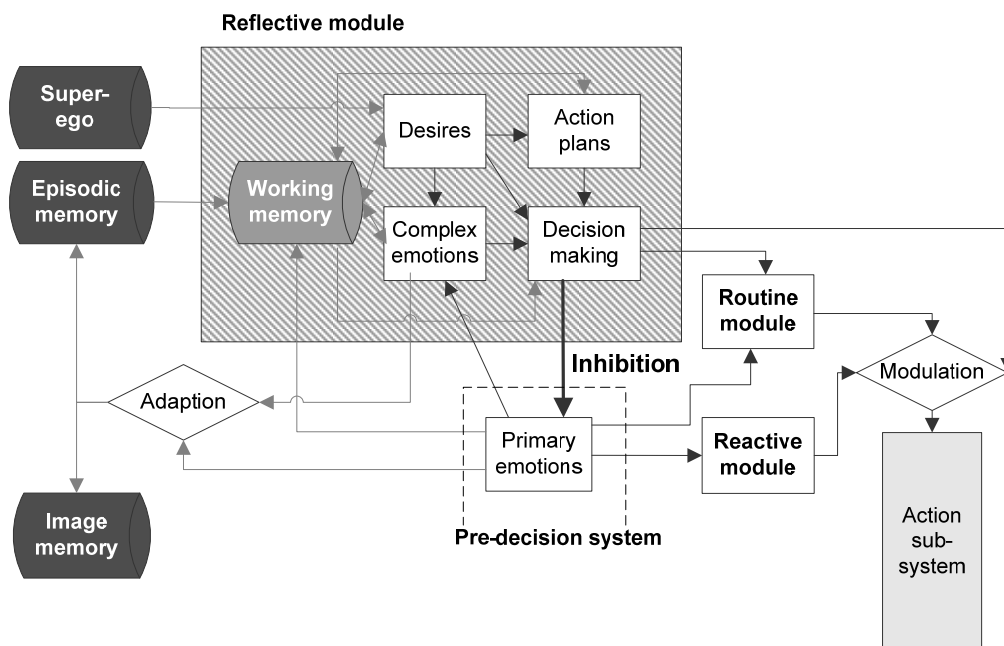 Reflective module
Super-
ego
Desires
Action
plans
Episodic
memory
Working
memory
Complex
emotions
Decision
making
Routine
module
Inhibition
Modulation
Adaption
Primary
emotions
Reactive
module
Pre-decision system
Image
memory
Action
sub-
system